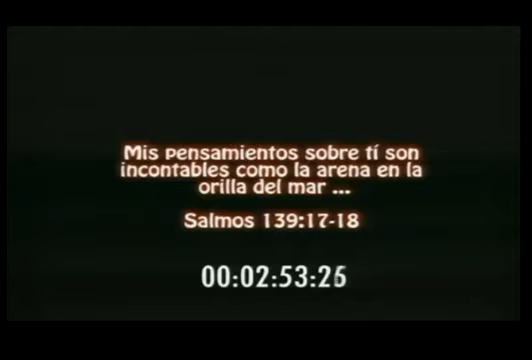 Mis pensamientos sobre tí son
incontables como la arena en la
orilla del mar ...
Salmos 139:17-18
00:02:53:26